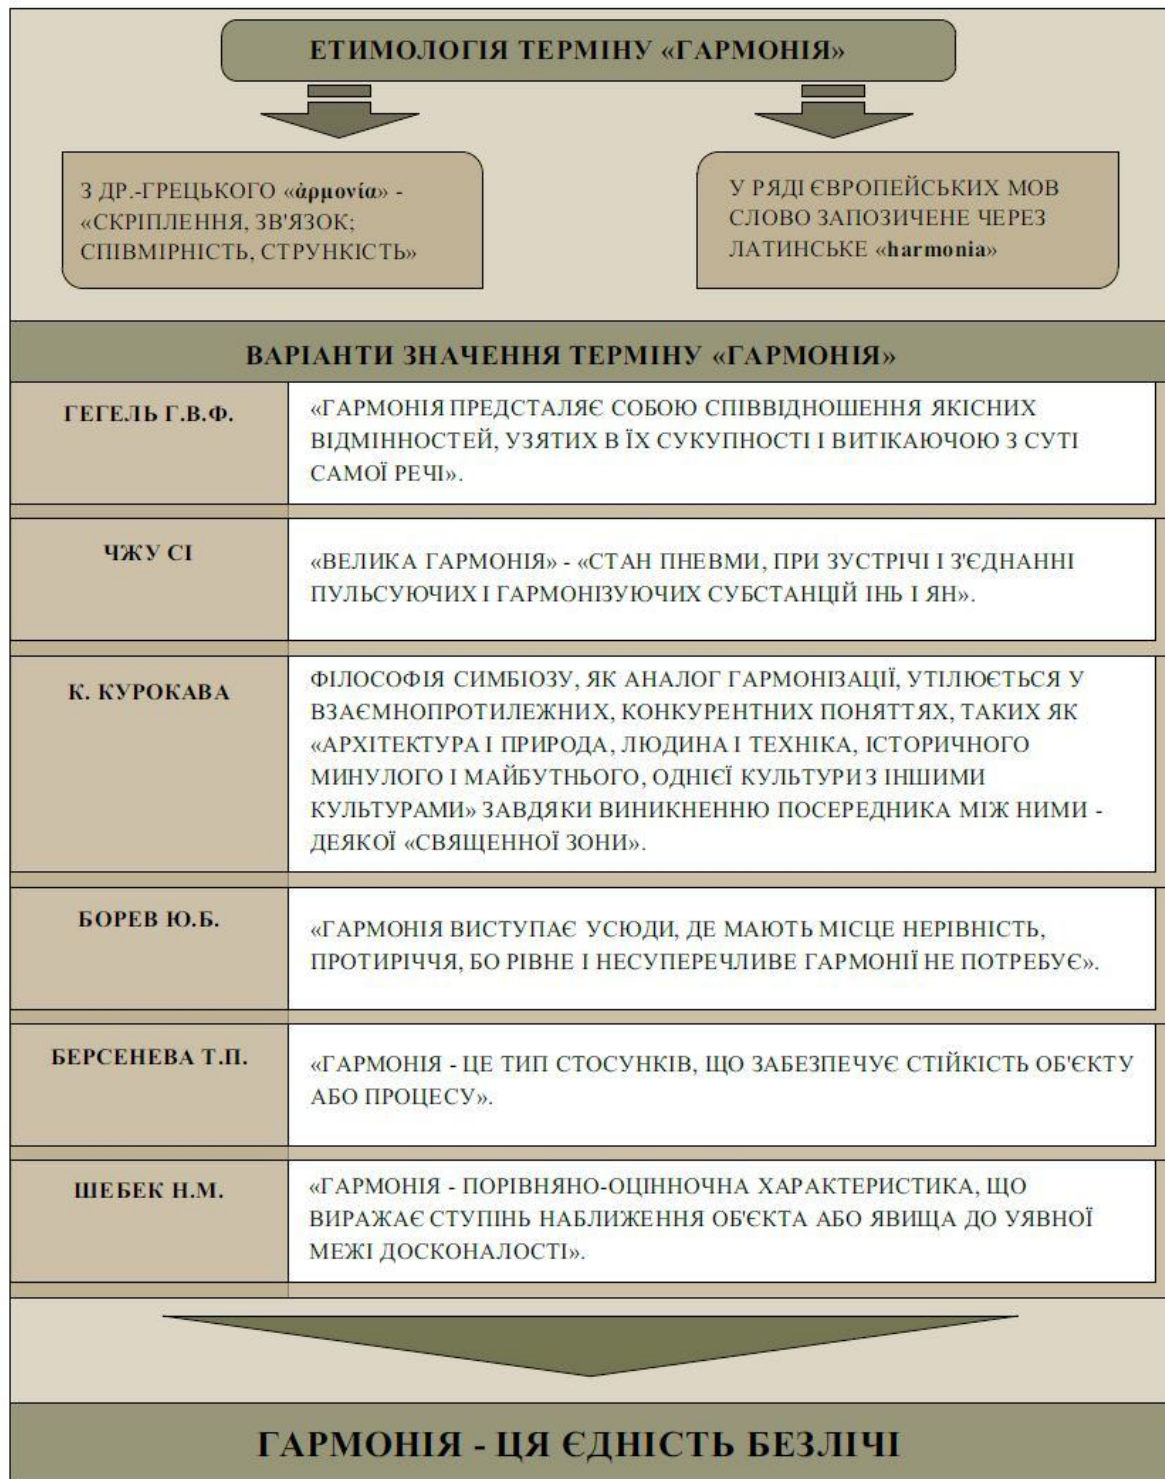 ЕТИМОЛОГІЯ ТЕРМІНУ «ГАРМОНІЯ»
З ДР.-ГРЕЦЬКОГО «ἁρμονία» -
«СКРІПЛЕННЯ, ЗВ'ЯЗОК;
СПІВМІРНІСТЬ, СТРУНКІСТЬ»
У РЯДІ ЄВРОПЕЙСЬКИХ МОВ
СЛОВО ЗАПОЗИЧЕНЕ ЧЕРЕЗ
ЛАТИНСЬКЕ «harmonia»
ВАРІАНТИ ЗНАЧЕННЯ ТЕРМІНУ «ГАРМОНІЯ»
ГЕГЕЛЬ Г.В.Ф.
«ГАРМОНІЯ ПРЕДСТАЛЯЄ СОБОЮ СПІВВІДНОШЕННЯ ЯКІСНИХ
ВІДМІННОСТЕЙ, УЗЯТИХ В ЇХ СУКУПНОСТІ І ВИТІКАЮЧОЮ З СУТІ
САМОЇ РЕЧІ».
ЧЖУ СІ
«ВЕЛИКА ГАРМОНІЯ» - «СТАН ПНЕВМИ, ПРИ ЗУСТРІЧІ І З'ЄДНАННІ
ПУЛЬСУЮЧИХ І ГАРМОНІЗУЮЧИХ СУБСТАНЦІЙ ІНЬ І ЯН».
К. КУРОКАВА
ФІЛОСОФІЯ СИМБІОЗУ, ЯК АНАЛОГ ГАРМОНІЗАЦІЇ, УТІЛЮЄТЬСЯ У
ВЗАЄМНОПРОТИЛЕЖНИХ, КОНКУРЕНТНИХ ПОНЯТТЯХ, ТАКИХ ЯК
«АРХІТЕКТУРА І ПРИРОДА, ЛЮДИНА І ТЕХНІКА, ІСТОРИЧНОГО
МИНУЛОГО І МАЙБУТНЬОГО, ОДНІЄЇ КУЛЬТУРИ З ІНШИМИ
КУЛЬТУРАМИ» ЗАВДЯКИ ВИНИКНЕННЮ ПОСЕРЕДНИКА МІЖ НИМИ -
ДЕЯКОЇ «СВЯЩЕННОЇ ЗОНИ».
БОРЕВ Ю.Б.
«ГАРМОНІЯ ВИСТУПАЄ УСЮДИ, ДЕ МАЮТЬ МІСЦЕ НЕРІВНІСТЬ,
ПРОТИРІЧЧЯ, БО РІВНЕ І НЕСУПЕРЕЧЛИВЕ ГАРМОНІЇ НЕ ПОТРЕБУЄ».
БЕРСЕНЕВА Т.П.
«ГАРМОНІЯ - ЦЕ ТИП СТОСУНКІВ, ЩО ЗАБЕЗПЕЧУЄ СТІЙКІСТЬ ОБ'ЄКТУ
АБО ПРОЦЕСУ».
ШЕБЕК Н.М.
«ГАРМОНІЯ - ПОРІВНЯНО-ОЦІННОЧНА ХАРАКТЕРИСТИКА, ЩО
ВИРАЖАЄ СТУПІНЬ НАБЛИЖЕННЯ ОБ'ЄКТА АБО ЯВИЩА ДО УЯВНОЇ
МЕЖІ ДОСКОНАЛОСТІ».
ГАРМОНІЯ - ЦЯ ЄДНІСТЬ БЕЗЛІЧІ